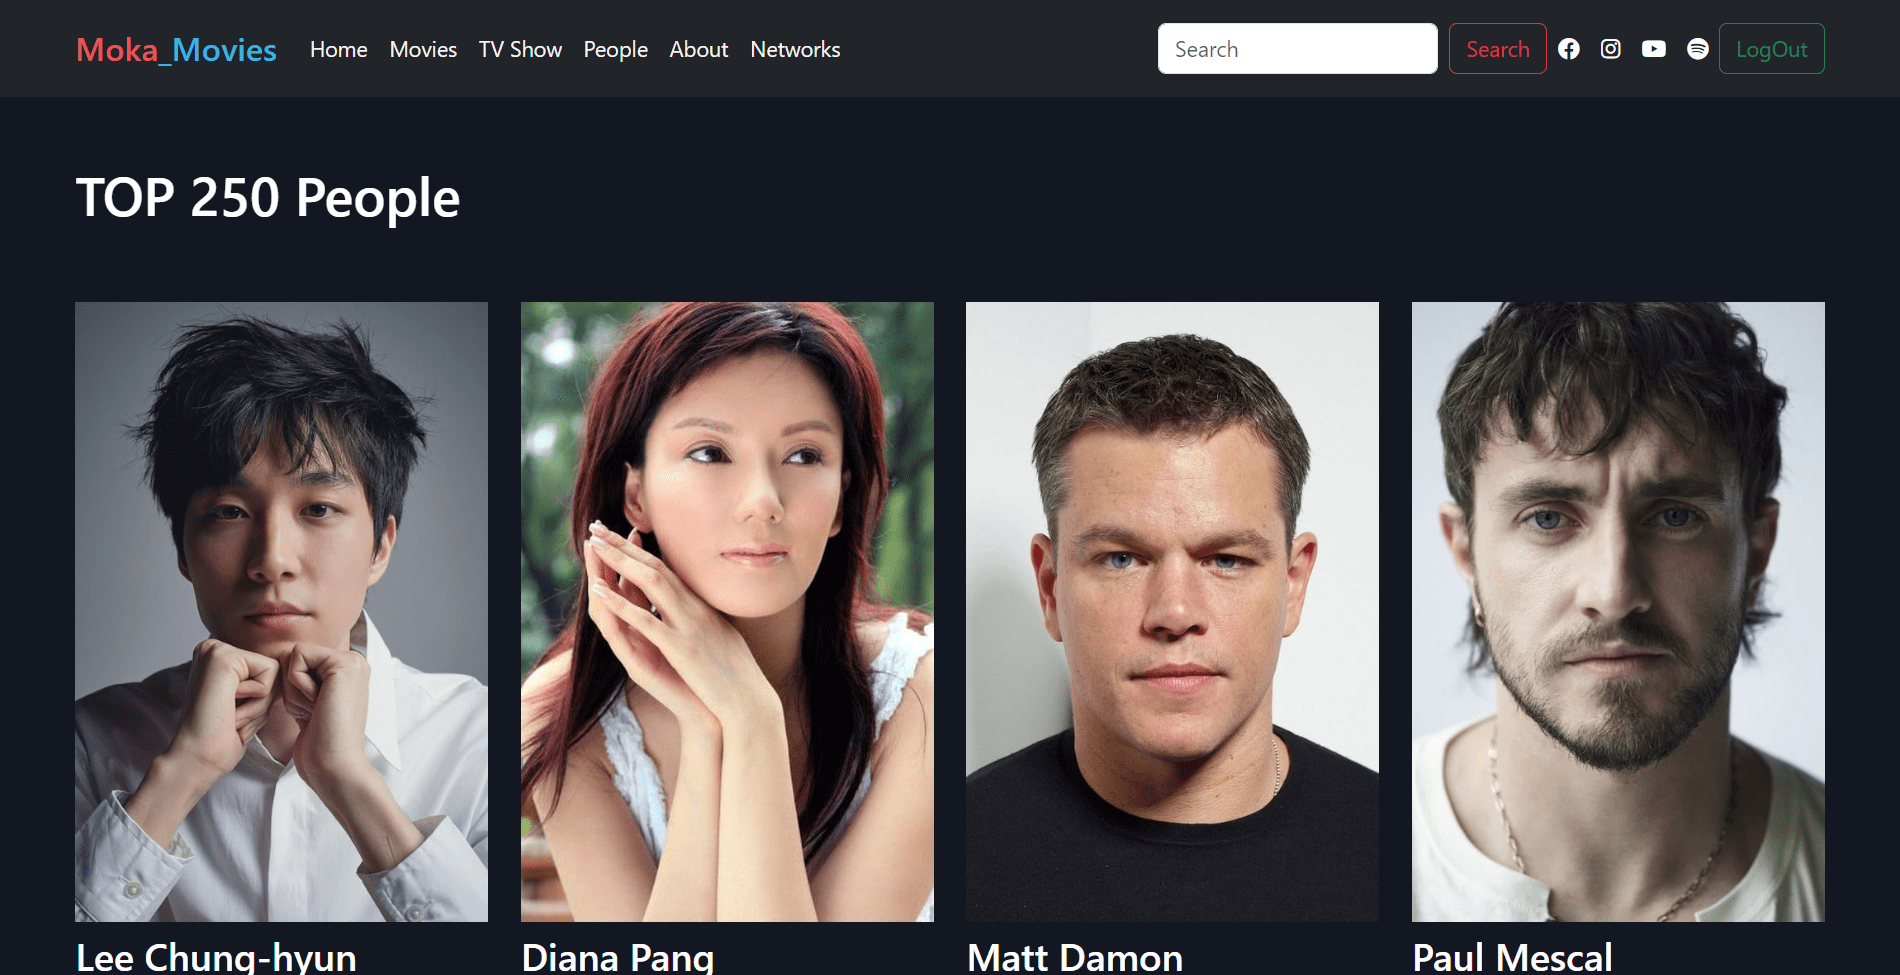 Moka_Movies Home Movies TV Show People About Networks Search Search LogOut
TOP 250 People
Lee Chung-hyun Diana Pang Matt Damon Paul Mescal